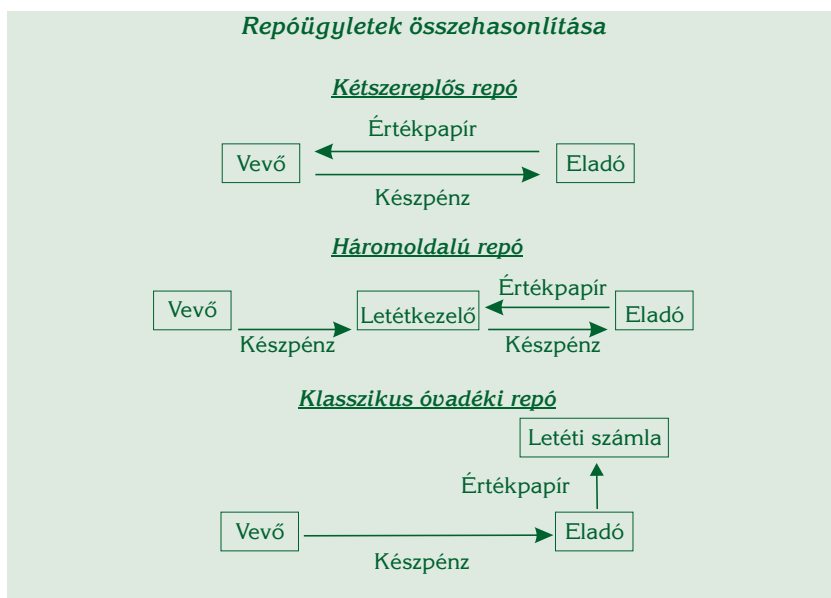 Repóügyletek összehasonlítása
Kétszereplős repó
Értékpapír
Vevő
Eladó
Készpénz
Háromoldalú repó
Értékpapír
Vevő
Letétkezelő
Eladó
Készpénz
Készpénz
Klasszikus óvadéki repó
Letéti számla
Értékpapír
Vevő
Eladó
Készpénz